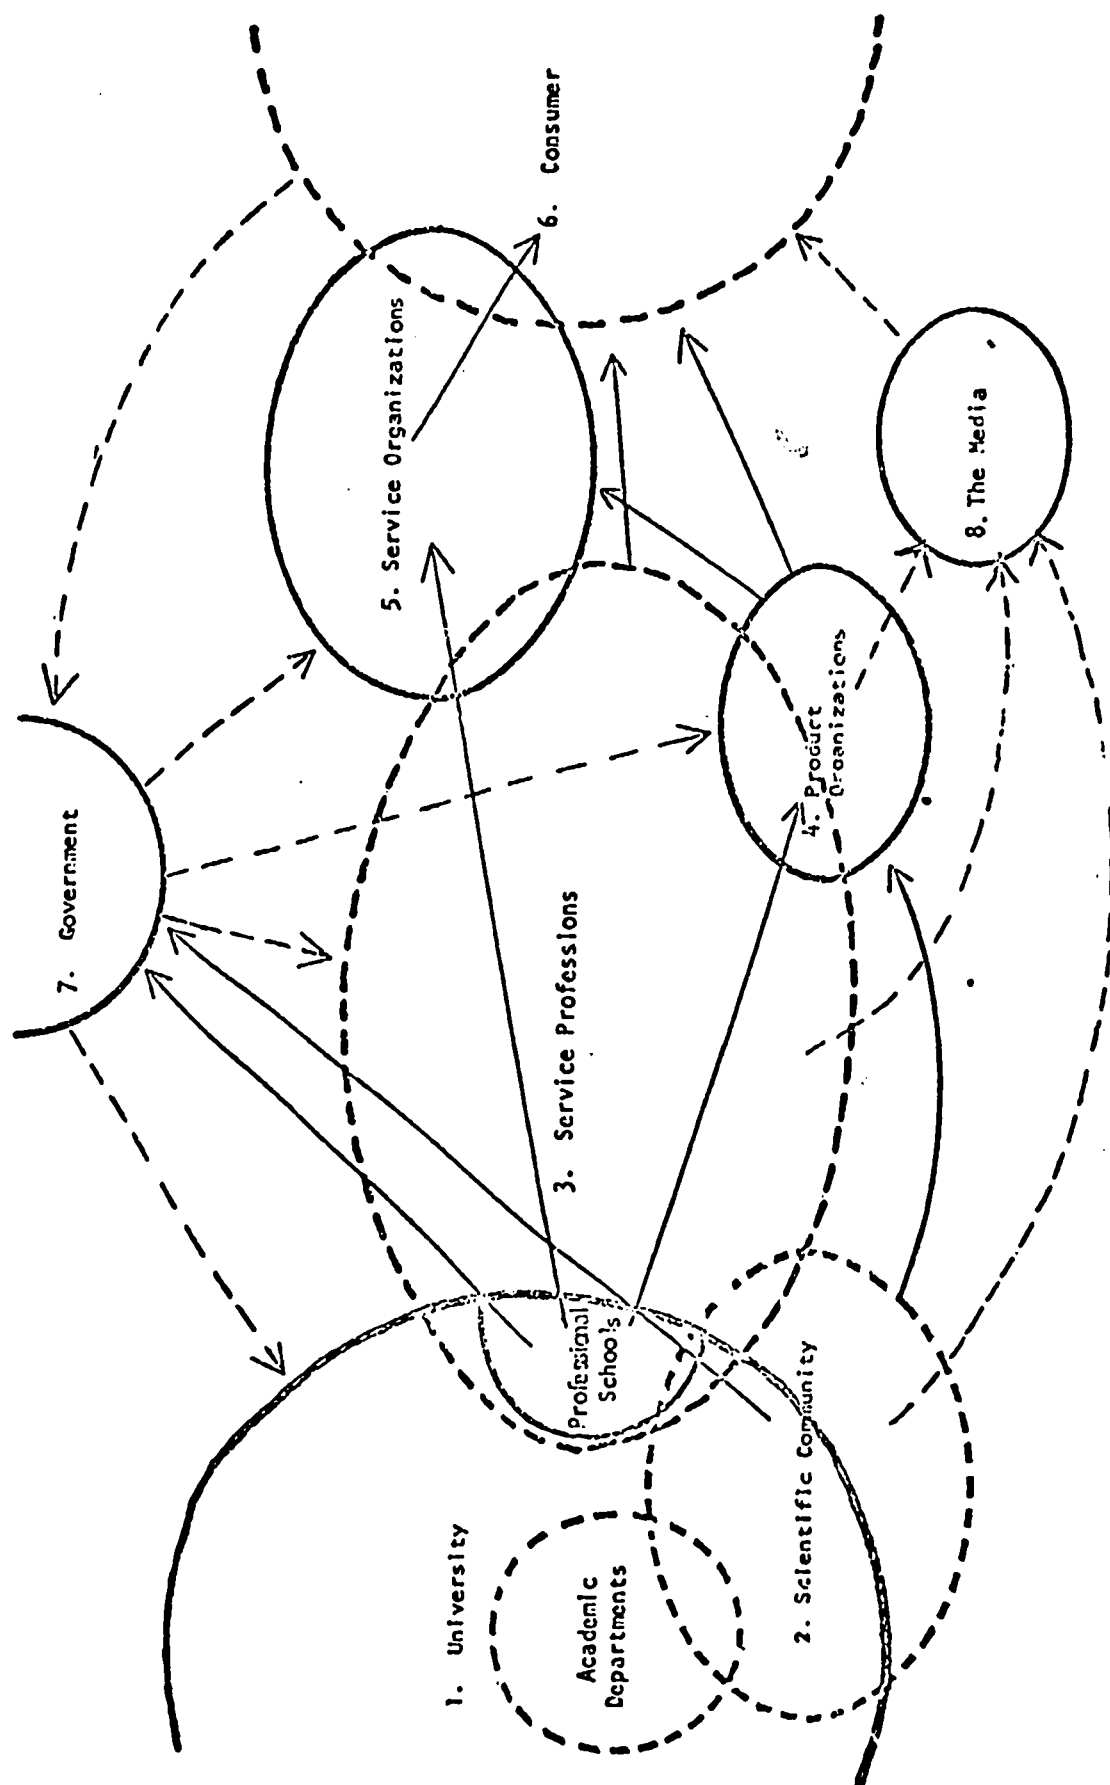 7. Government
6. Consumer
5. Service Organizations
3. Service Professions
4. Product
Organizations
8. The Media
1. University
Professional
Schools
Academic
Departments
2. Scientific Community